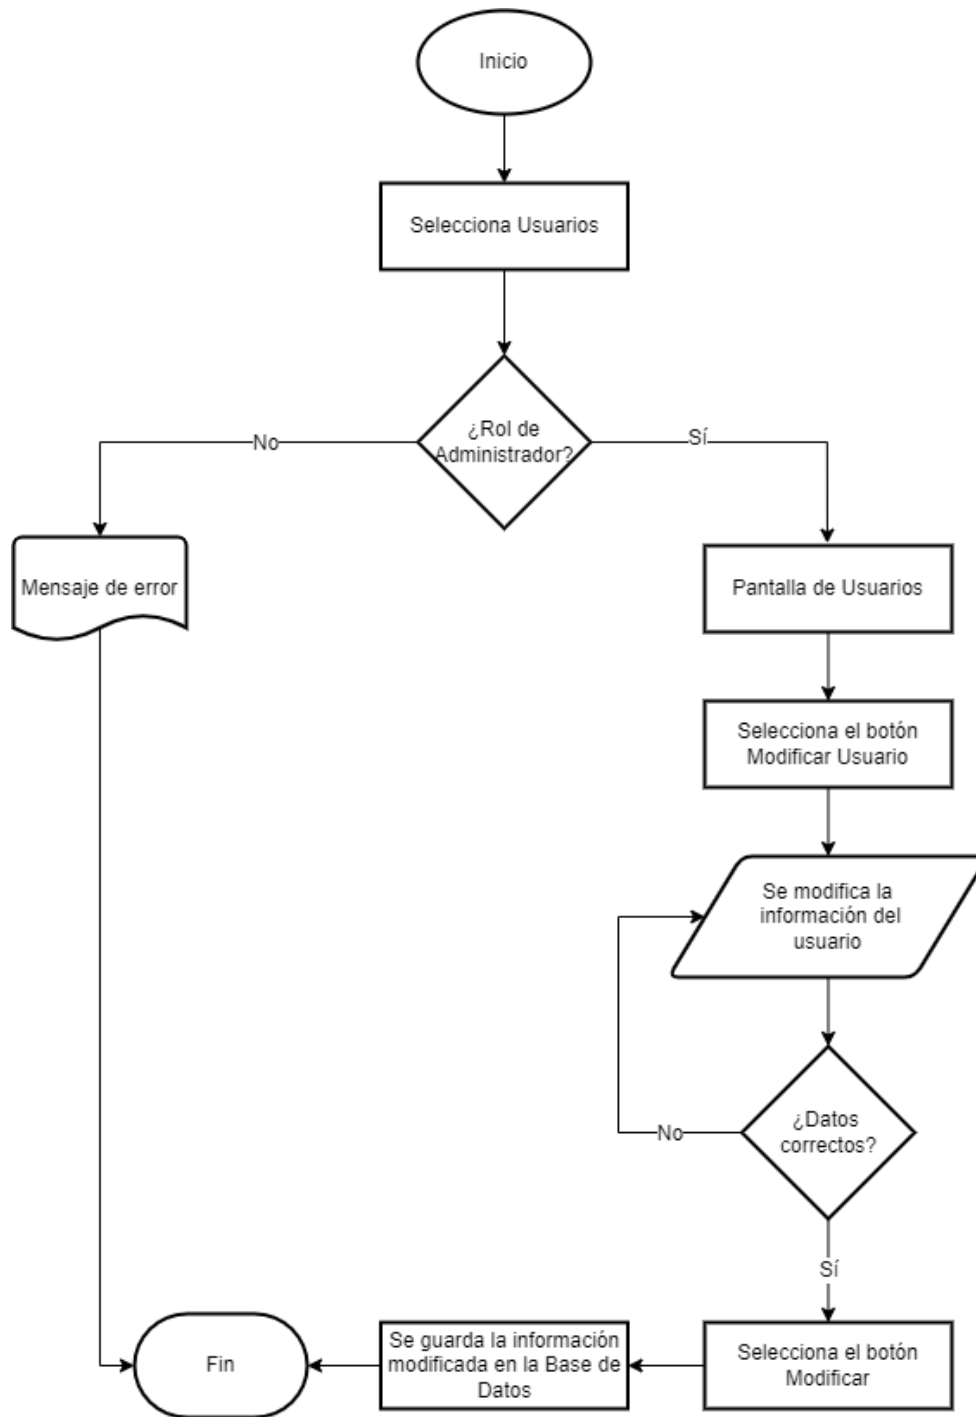 Inicio
Selecciona Usuarios
¿Rol de
Administrador?
No
Sí
Mensaje de error
Pantalla de Usuarios
Selecciona el botón
Modificar Usuario
Se modifica la
información del
usuario
¿Datos
correctos?
No
Sí
Selecciona el botón
Modificar
Se guarda la información
modificada en la Base de
Datos
Fin